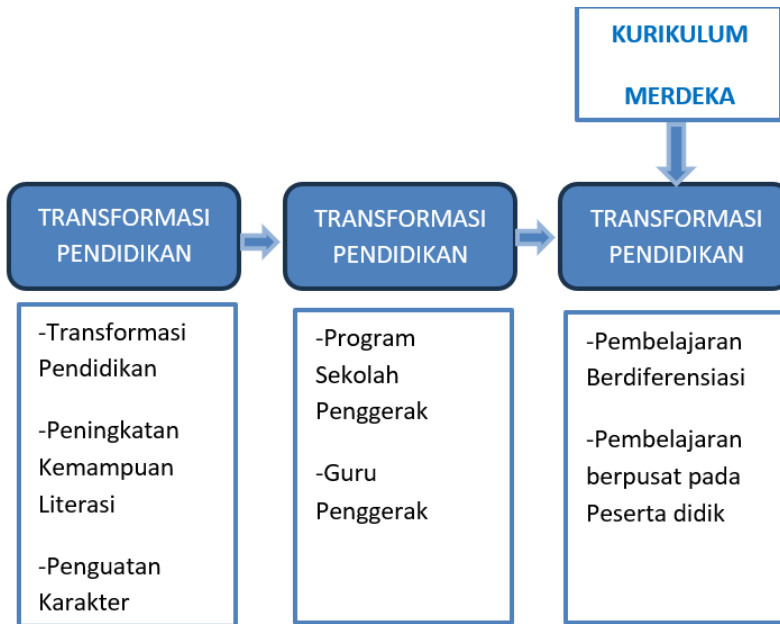 KURIKULUM
MERDEKA
TRANSFORMASI
PENDIDIKAN
TRANSFORMASI
PENDIDIKAN
TRANSFORMASI
PENDIDIKAN
-Transformasi
Pendidikan
-Peningkatan
Kemampuan
Literasi
-Penguatan
Karakter
-Program
Sekolah
Penggerak
-Guru
Penggerak
-Pembelajaran
Berdiferensiasi
-Pembelajaran
berpusat pada
Peserta didik